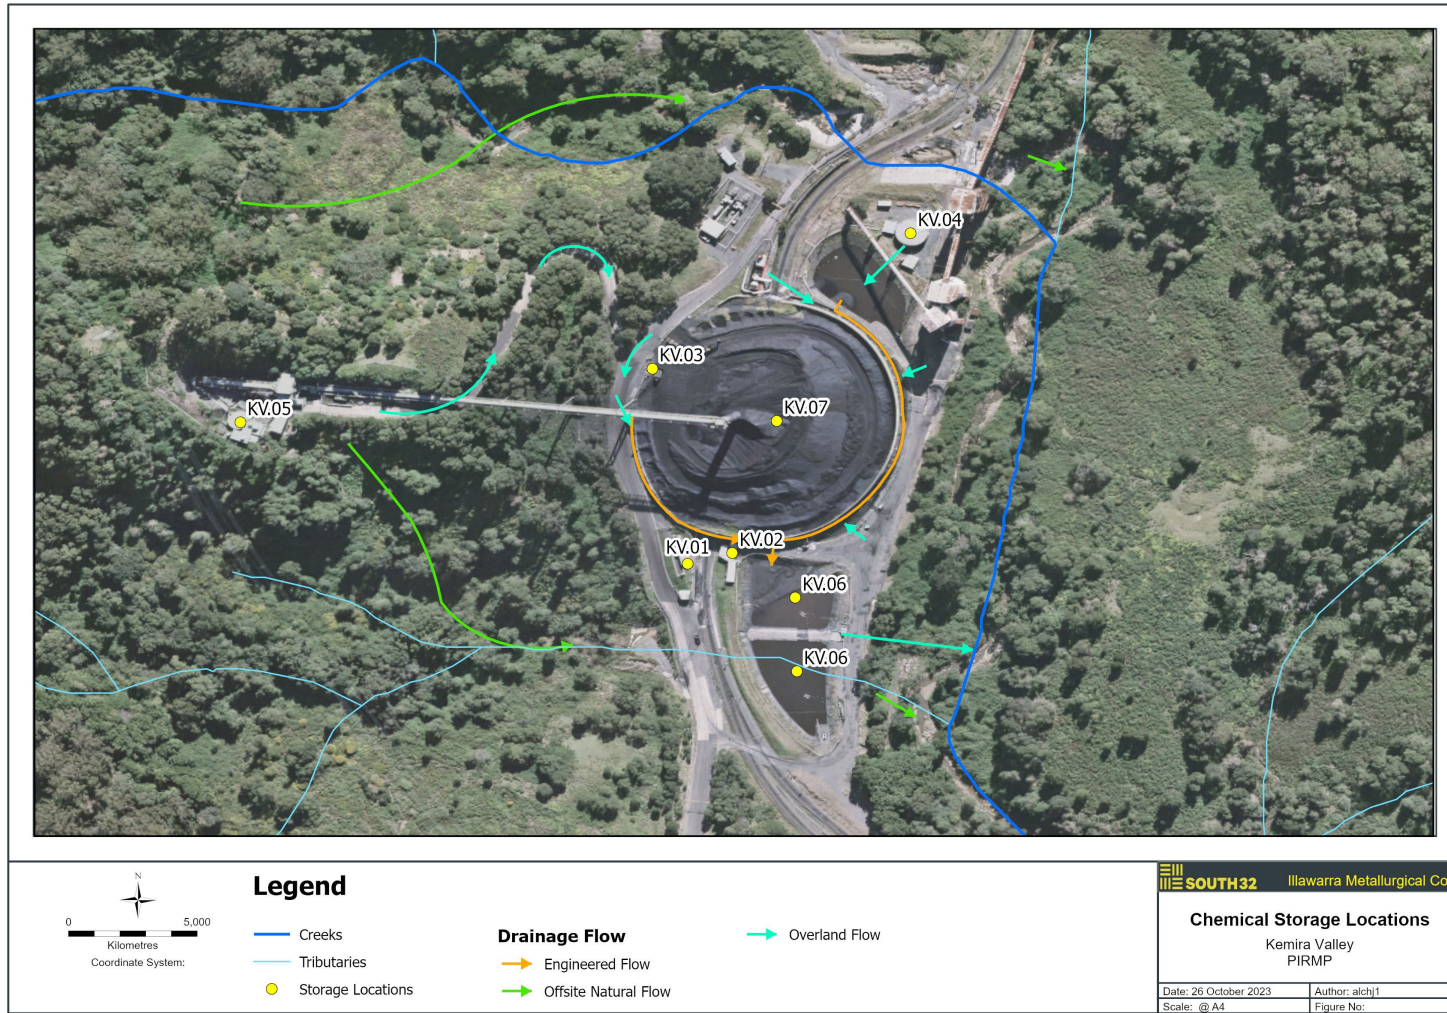 KV.04
KV.03
KV.07
KV.05
KV.01
KV.02
KV.06
KV.06
N
0 5,000
Kilometres
Coordinate System:
Legend
Creeks
Tributaries
Storage Locations
Drainage Flow
Engineered Flow
Offsite Natural Flow
Overland Flow
SOUTH32 Illawarra Metallurgical Co
Chemical Storage Locations
Kemira Valley
PIRMP
Date: 26 October 2023 Author: alchj1
Scale: @ A4 Figure No: